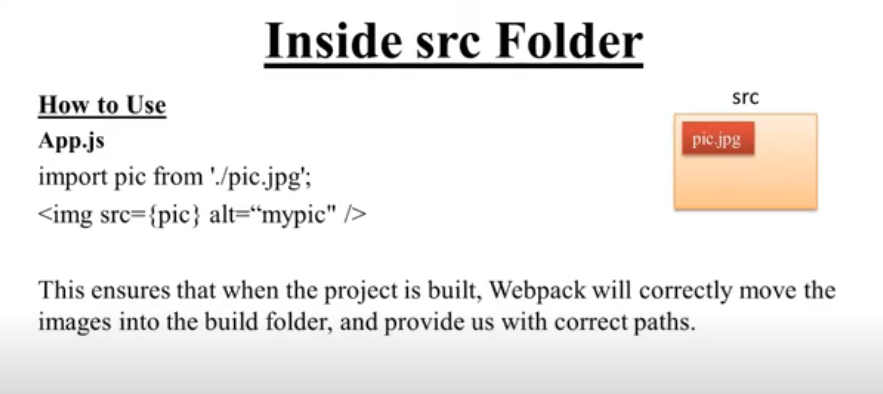 Inside src Folder
How to Use
App.js
import pic from './pic.jpg';
<img src={pic} alt=“mypic" />
src
pic.jpg
This ensures that when the project is built, Webpack will correctly move the
images into the build folder, and provide us with correct paths.